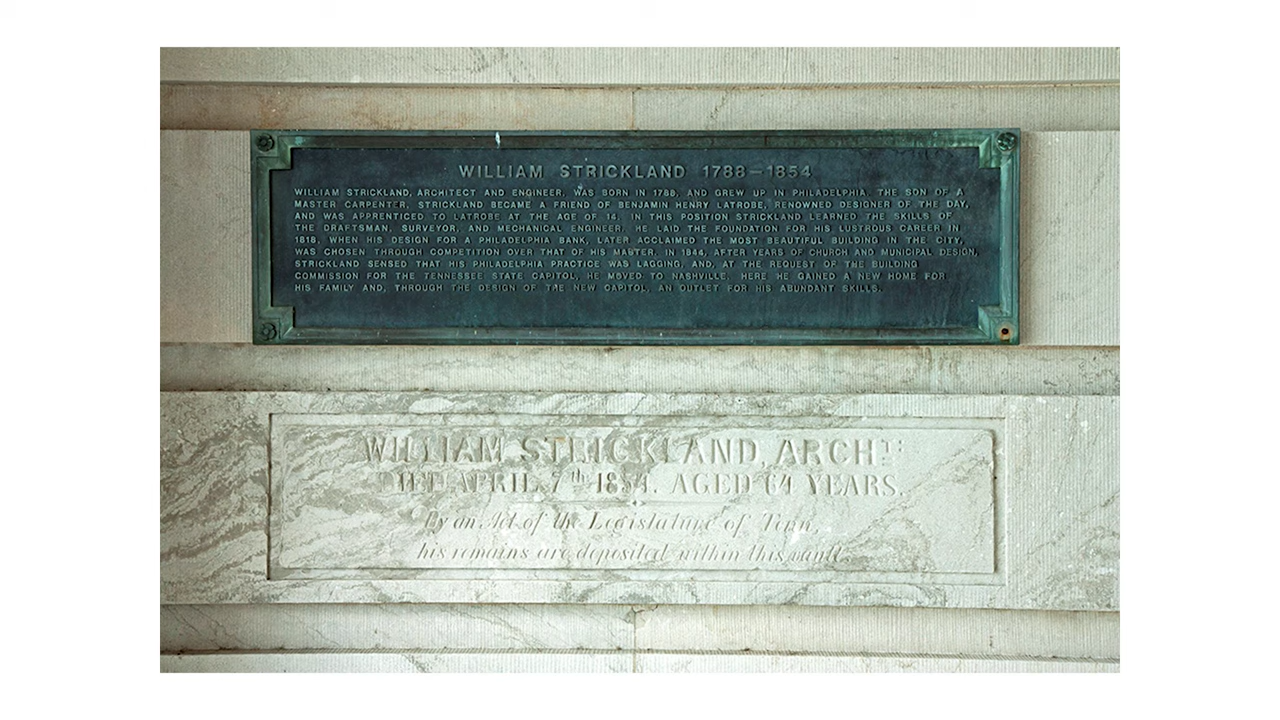 WILLIAM STRICKLAND 1788–1854
WILLIAM STRICKLAND, ARCHITECT AND ENGINEER, WAS BORN IN 1788, AND GREW UP IN PHILADELPHIA. THE SON OF A
MASTER CARPENTER, STRICKLAND BECAME A FRIEND OF BENJAMIN HENRY LATROBE, RENOWNED DESIGNER OF THE DAY,
AND WAS APPRENTICED TO LATROBE AT THE AGE OF 14. IN THIS POSITION STRICKLAND LEARNED THE SKILLS OF
THE DRAFTSMAN, SURVEYOR, AND MECHANICAL ENGINEER. HE LAID THE FOUNDATION FOR HIS LUSTROUS CAREER IN
1818, WHEN HIS DESIGN FOR A PHILADELPHIA BANK, LATER ACCLAIMED THE MOST BEAUTIFUL BUILDING IN THE CITY,
WAS CHOSEN THROUGH COMPETITION OVER THAT OF HIS MASTER. IN 1844, AFTER YEARS OF CHURCH AND MUNICIPAL DESIGN,
STRICKLAND SENSED THAT HIS PHILADELPHIA PRACTICE WAS LAGGING, AND, AT THE REQUEST OF THE BUILDING
COMMISSION FOR THE TENNESSEE STATE CAPITOL, HE MOVED TO NASHVILLE. HERE HE GAINED A NEW HOME FOR
HIS FAMILY AND, THROUGH THE DESIGN OF THE NEW CAPITOL, AN OUTLET FOR HIS ABUNDANT SKILLS.
WILLIAM STRICKLAND, ARCHT:
APRIL 7th 1854. AGED 64 YEARS.
By an Act of the Legislature of Tenn,
his remains are deposited within this vault.